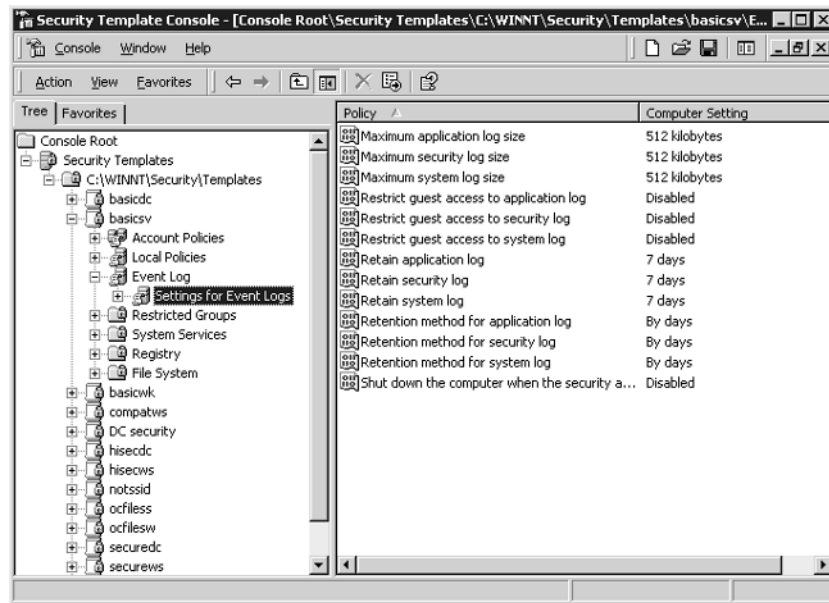 Security Template Console - [Console Root\Security Templates\C:\WINNT\Security\Templates\basicsv\E...
Console Window Help
Action View Favorites
Tree Favorites
Console Root
Security Templates
C:\WINNT\Security\Templates
basicdc
basicsv
Account Policies
Local Policies
Event Log
Settings for Event Logs
Restricted Groups
System Services
Registry
File System
basicwk
compatws
DC security
hisecdc
hisecws
notssid
ocfiless
ocfilesw
securedc
securews
Policy Computer Setting
Maximum application log size 512 kilobytes
Maximum security log size 512 kilobytes
Maximum system log size 512 kilobytes
Restrict guest access to application log Disabled
Restrict guest access to security log Disabled
Restrict guest access to system log Disabled
Retain application log 7 days
Retain security log 7 days
Retain system log 7 days
Retention method for application log By days
Retention method for security log By days
Retention method for system log By days
Shut down the computer when the security a... Disabled